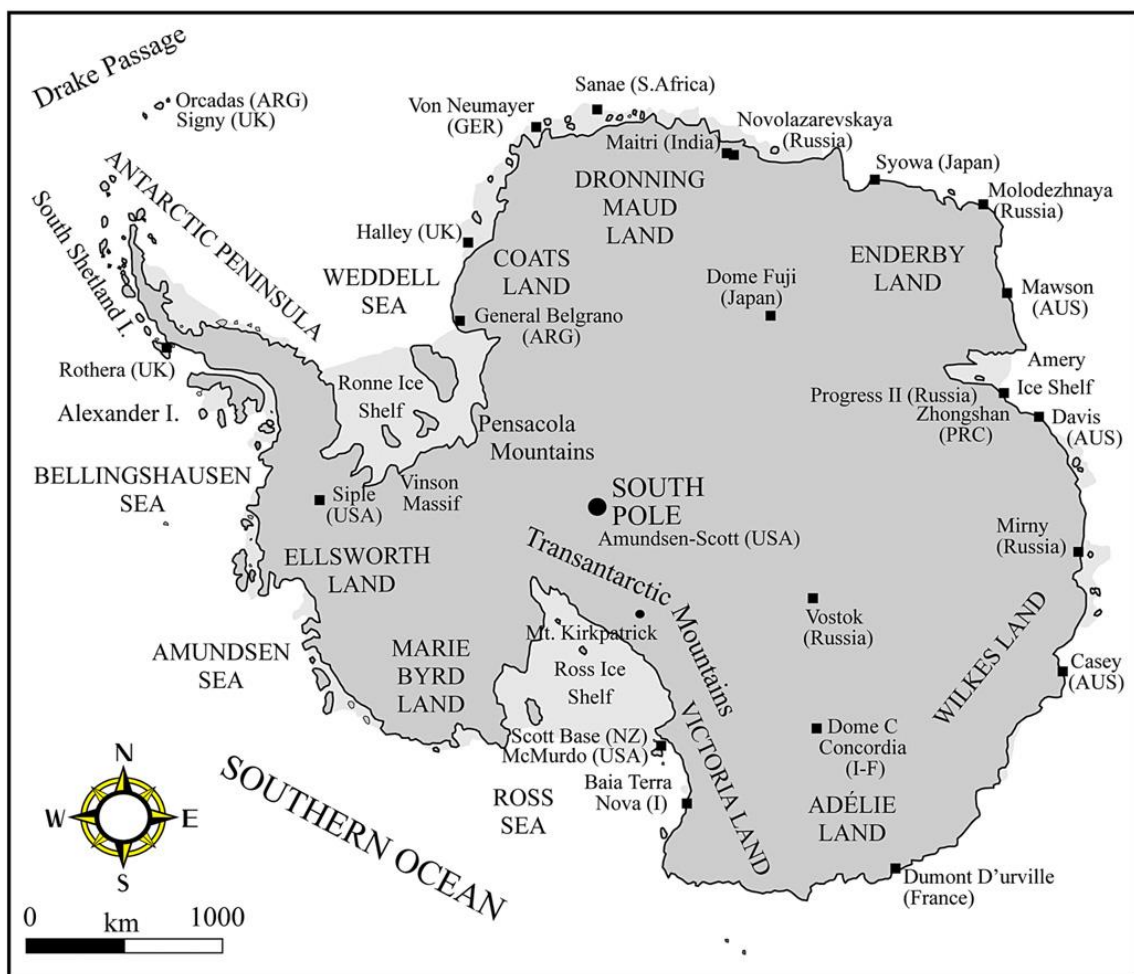 Drake Passage
Orcadas (ARG)
Signy (UK)
Sanae (S.Africa)
Von Neumayer
(GER)
Novolazarevskaya
(Russia)
Maitri (India)
Syowa (Japan)
Molodezhnaya
(Russia)
ANTARCTIC PENINSULA
South Shetland I.
DRONNING
MAUD
LAND
Halley (UK)
COATS
LAND
ENDERBY
LAND
WEDDELL
SEA
Dome Fuji
(Japan)
Mawson
(AUS)
General Belgrano
(ARG)
Rothera (UK)
Ronne Ice
Shelf
Amery
Ice Shelf
Progress II (Russia)
Zhongshan
(PRC)
Davis
(AUS)
Alexander I.
Pensacola
Mountains
BELLINGSHAUSEN
SEA
Siple
(USA)
Vinson
Massif
SOUTH
POLE
Amundsen-Scott (USA)
Mirny
(Russia)
ELLSWORTH
LAND
Transantarctic
Mountains
Mt. Kirkpatrick
Vostok
(Russia)
WILKES LAND
AMUNDSEN
SEA
MARIE
BYRD
LAND
Ross Ice
Shelf
Casey
(AUS)
Scott Base (NZ)
McMurdo (USA)
VICTORIA LAND
Dome C
Concordia
(I-F)
Baia Terra
Nova (I)
ROSS
SEA
ADÉLIE
LAND
SOUTHERN OCEAN
Dumont D'urville
(France)
N
W
E
S
0
km
1000